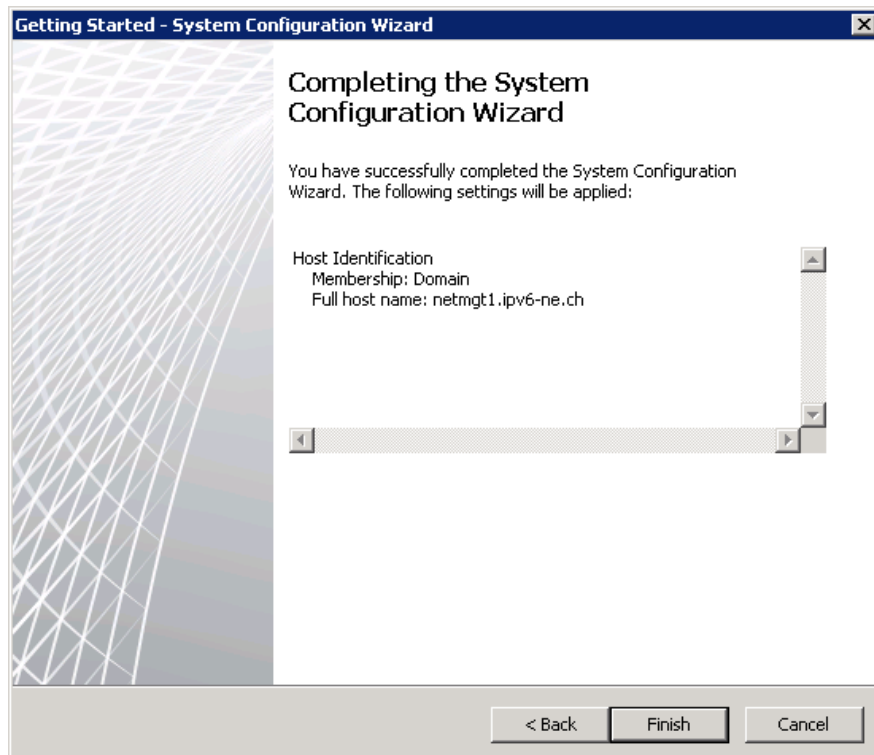 Getting Started - System Configuration Wizard
Completing the System
Configuration Wizard
You have successfully completed the System Configuration
Wizard. The following settings will be applied:
Host Identification
Membership: Domain
Full host name: netmgt1.ipv6-ne.ch
< Back
Finish
Cancel